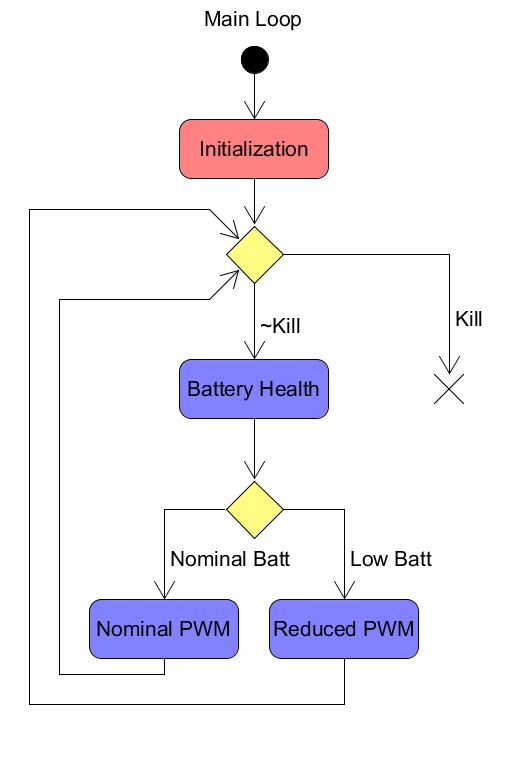 Main Loop
Initialization
~Kill
Kill
Battery Health
Nominal Batt
Low Batt
Nominal PWM
Reduced PWM